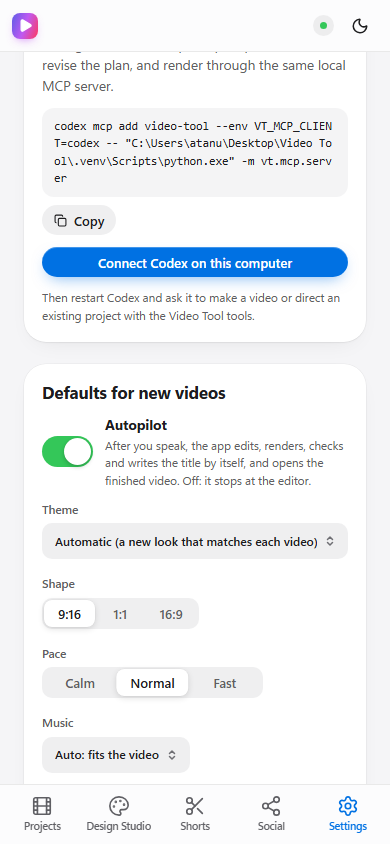 revise the plan, and render through the same local
MCP server.
codex mcp add video-tool --env VT_MCP_CLIEN
T=codex -- "C:\Users\atanu\Desktop\Video To
ol\.venv\Scripts\python.exe" -m vt.mcp.serv
er
Copy
Connect Codex on this computer
Then restart Codex and ask it to make a video or direct an
existing project with the Video Tool tools.
Defaults for new videos
Autopilot
After you speak, the app edits, renders, checks
and writes the title by itself, and opens the
finished video. Off: it stops at the editor.
Theme
Automatic (a new look that matches each video)
Shape
9:16 1:1 16:9
Pace
Calm Normal Fast
Music
Auto: fits the video
Projects Design Studio Shorts Social Settings